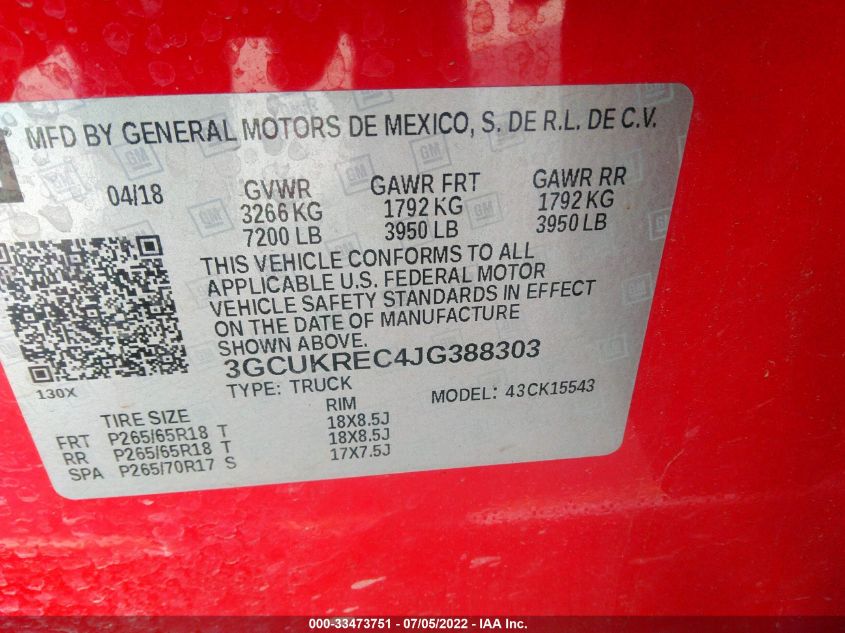 MFD BY GENERAL MOTORS DE MEXICO, S. DE R.L. DE C.V.
04/18 GVWR GAWR FRT GAWR RR
3266 KG 1792 KG 1792 KG
7200 LB 3950 LB 3950 LB
THIS VEHICLE CONFORMS TO ALL
APPLICABLE U.S. FEDERAL MOTOR
VEHICLE SAFETY STANDARDS IN EFFECT
ON THE DATE OF MANUFACTURE
SHOWN ABOVE.
3GCUKREC4JG388303
130X TYPE: TRUCK MODEL: 43CK15543
TIRE SIZE RIM
FRT P265/65R18 T 18X8.5J
RR P265/65R18 T 18X8.5J
SPA P265/70R17 S 17X7.5J
GM
000-33473751 - 07/05/2022 - IAA Inc.